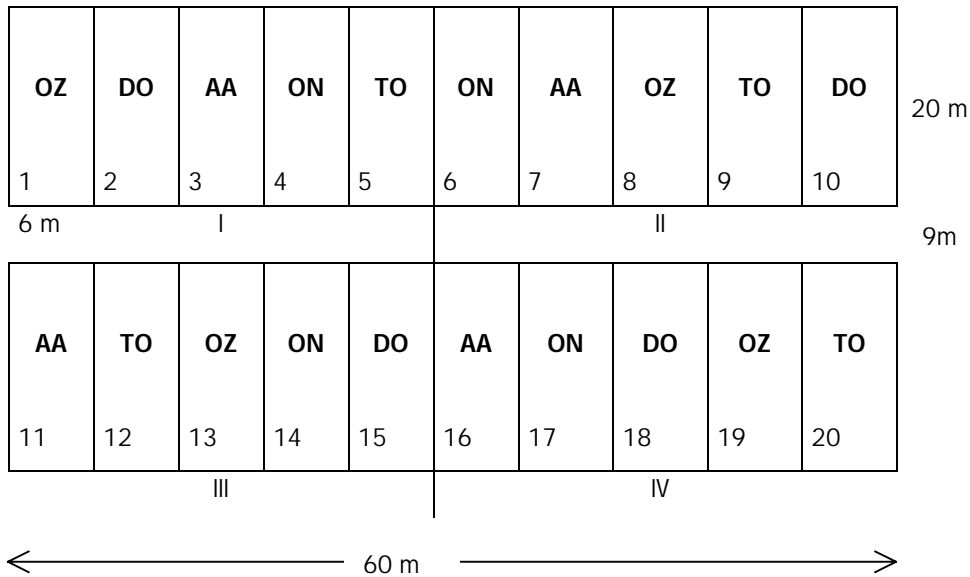 OZ DO AA ON TO ON AA OZ TO DO
20 m
1 2 3 4 5 6 7 8 9 10
6 m I II
9m
AA TO OZ ON DO AA ON DO OZ TO
11 12 13 14 15 16 17 18 19 20
III IV
60 m